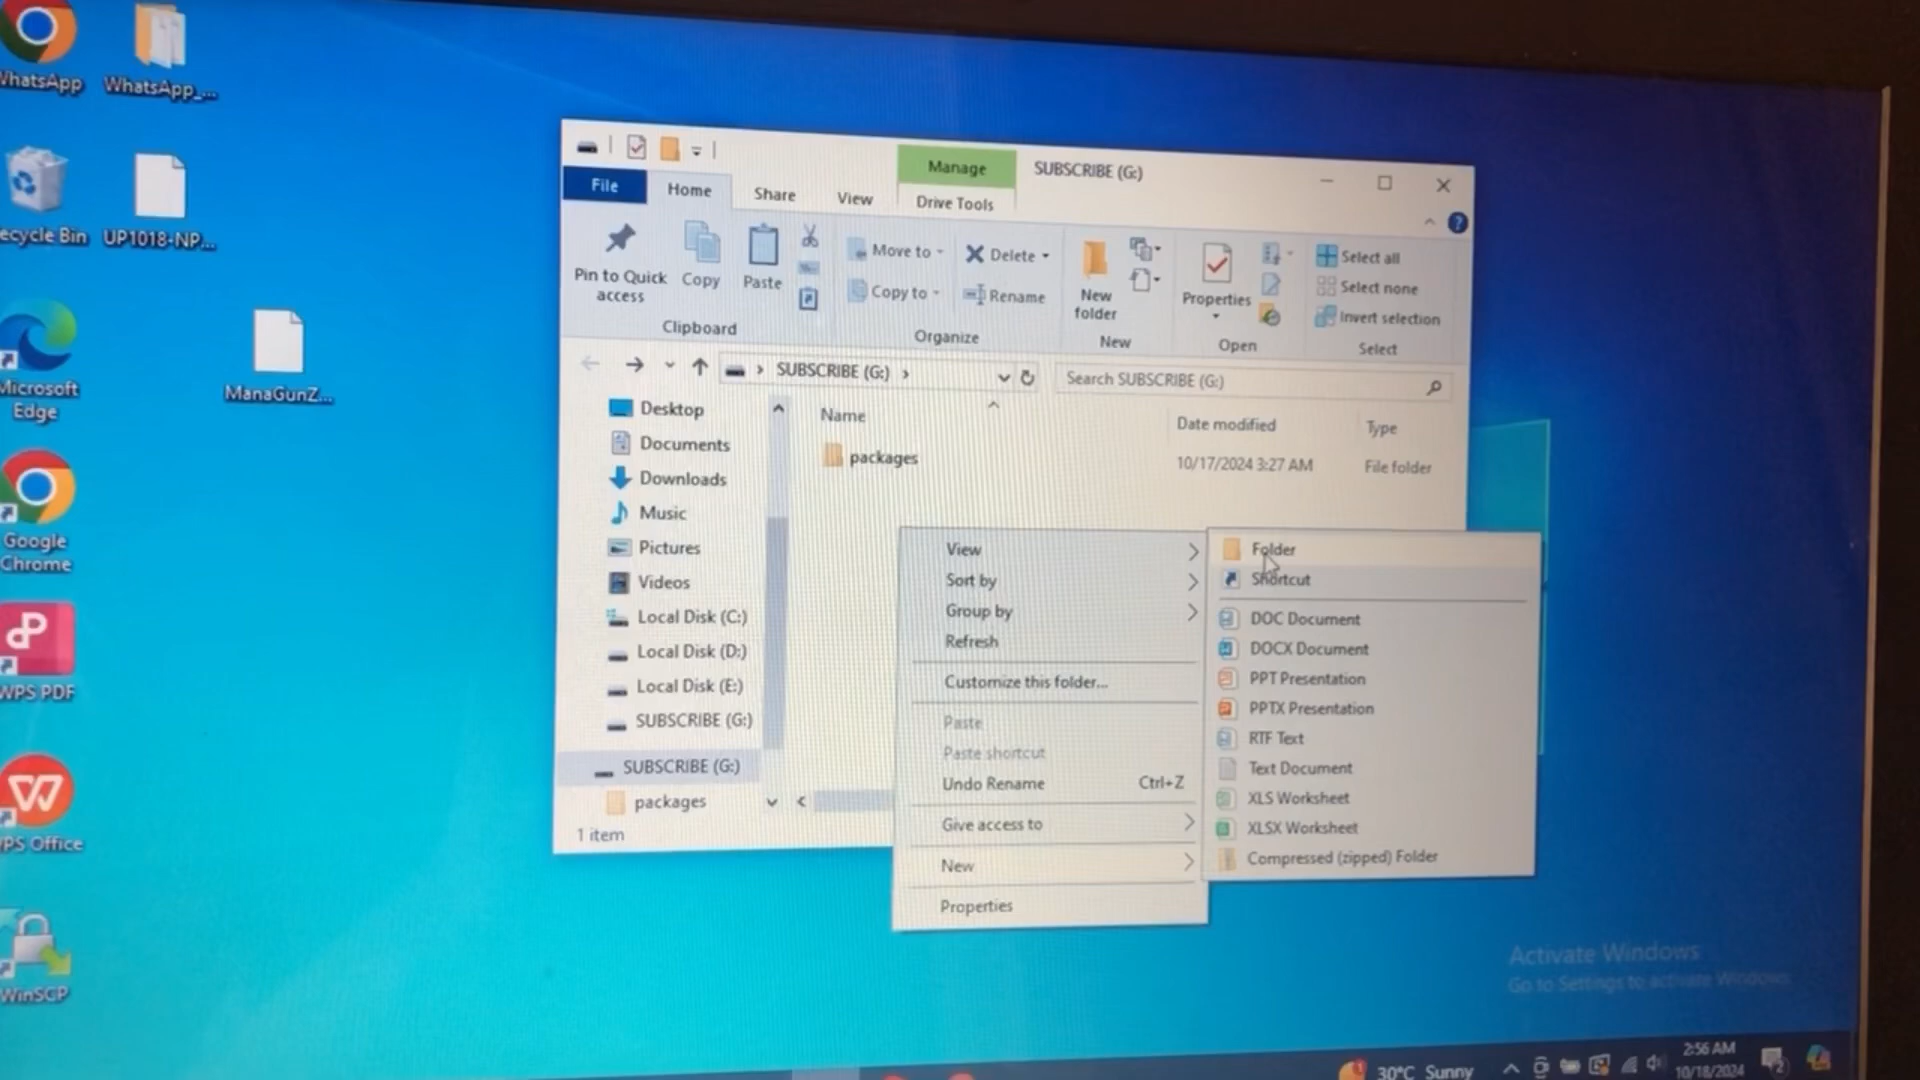 WhatsApp
WhatsApp_...
ecycle Bin
UP1018-NP...
Microsoft
Edge
ManaGunZ...
Google
Chrome
WPS PDF
PS Office
WinSCP
Manage
SUBSCRIBE (G:)
File
Home
Share
View
Drive Tools
Pin to Quick
access
Copy
Paste
Move to
Copy to
Delete
Rename
New
folder
Properties
Select all
Select none
Invert selection
Clipboard
Organize
New
Open
Select
SUBSCRIBE (G:)
Search SUBSCRIBE (G:)
Name
Date modified
Type
packages
10/17/2024 3:27 AM
File folder
Desktop
Documents
Downloads
Music
Pictures
Videos
Local Disk (C:)
Local Disk (D:)
Local Disk (E:)
SUBSCRIBE (G:)
SUBSCRIBE (G:)
packages
1 item
View
Sort by
Group by
Refresh
Customize this folder...
Paste
Paste shortcut
Undo Rename Ctrl+Z
Give access to
New
Properties
Folder
Shortcut
DOC Document
DOCX Document
PPT Presentation
PPTX Presentation
RTF Text
Text Document
XLS Worksheet
XLSX Worksheet
Compressed (zipped) Folder
Activate Windows
Go to Settings to activate Windows.
30°C Sunny
2:56 AM
10/18/2024